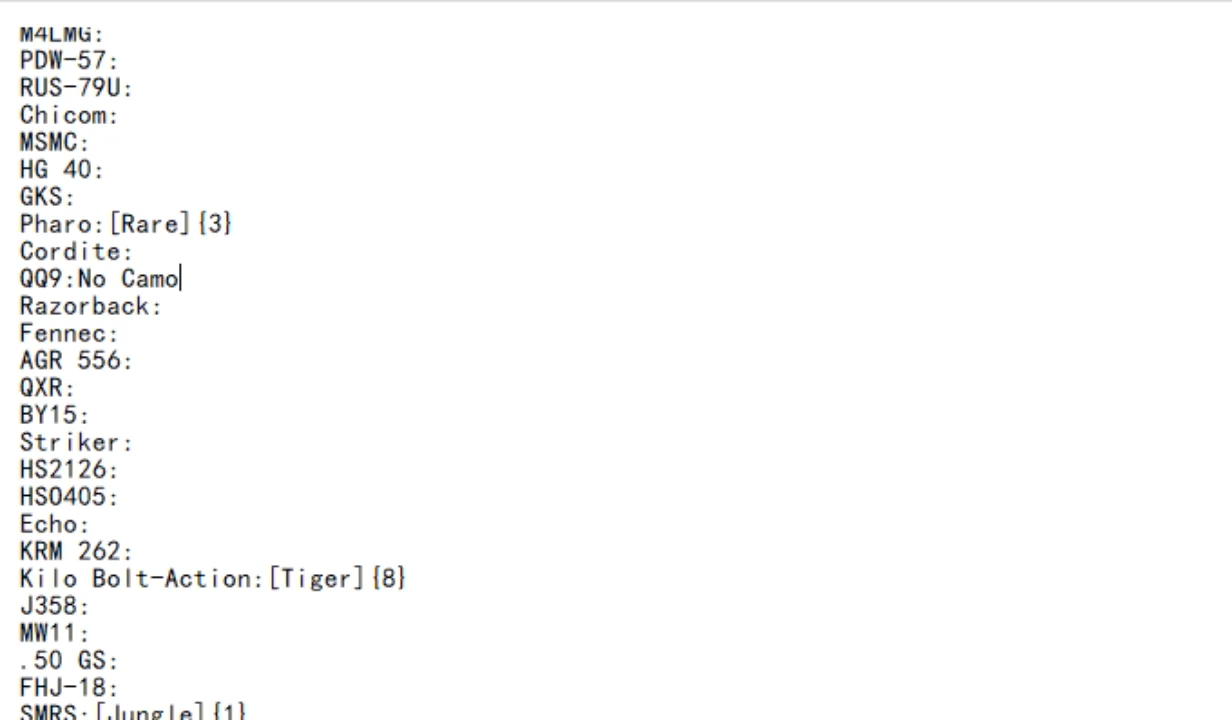 M4LMG:
PDW-57:
RUS-79U:
Chicom:
MSMC:
HG 40:
GKS:
Pharo:[Rare]{3}
Cordite:
QQ9:No Camo
Razorback:
Fennec:
AGR 556:
QXR:
BY15:
Striker:
HS2126:
HS0405:
Echo:
KRM 262:
Kilo Bolt-Action:[Tiger]{8}
J358:
MW11:
.50 GS:
FHJ-18:
SMRS:[Jungle]{1}